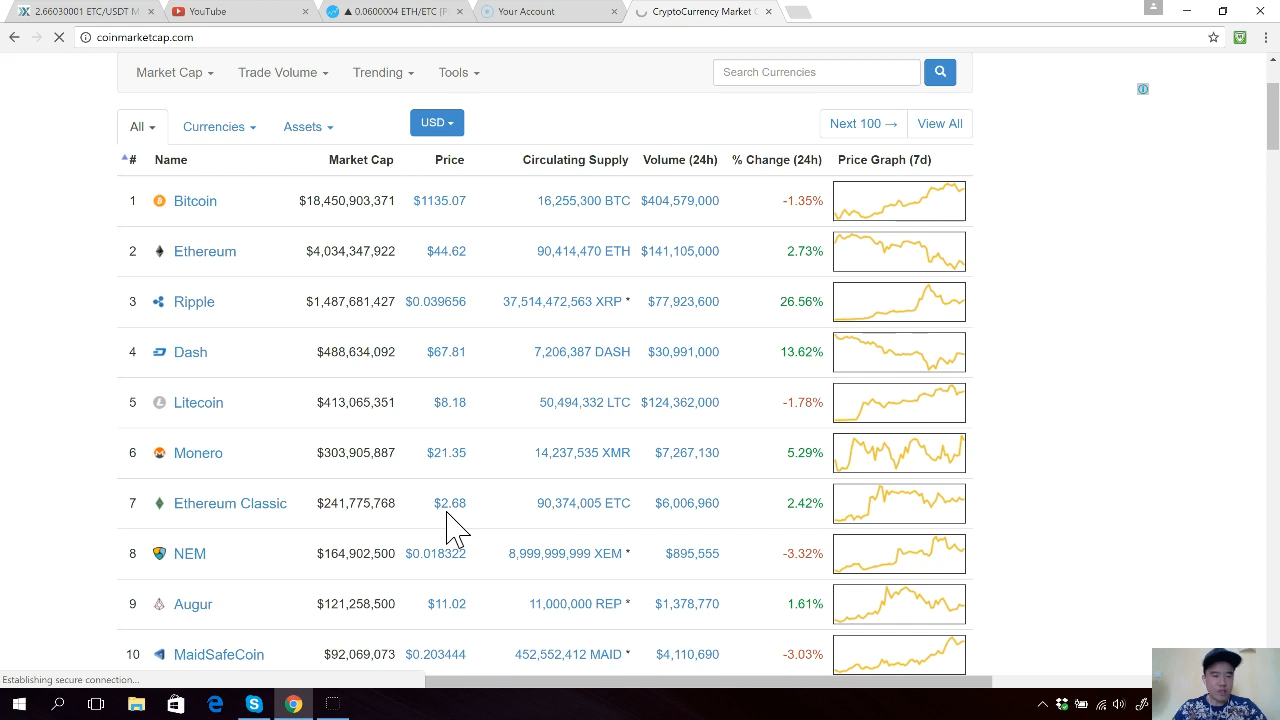 2.66030001 ETC/USDT M
YouTube
▲ 0.0600004 ETH/ETC (P
Your Account
CryptoCurrency Market C
coinmarketcap.com
Market Cap Trade Volume Trending Tools Search Currencies
All Currencies Assets USD Next 100 → View All
# Name Market Cap Price Circulating Supply Volume (24h) % Change (24h) Price Graph (7d)
1 Bitcoin $18,450,903,371 $1135.07 16,255,300 BTC $404,579,000 -1.35%
2 Ethereum $4,034,347,922 $44.62 90,414,470 ETH $141,105,000 2.73%
3 Ripple $1,487,681,427 $0.039656 37,514,472,563 XRP * $77,923,600 26.56%
4 Dash $488,634,092 $67.81 7,206,387 DASH $30,991,000 13.62%
5 Litecoin $413,065,351 $8.18 50,494,332 LTC $124,362,000 -1.78%
6 Monero $303,905,887 $21.35 14,237,535 XMR $7,267,130 5.29%
7 Ethereum Classic $241,775,768 $2.68 90,374,005 ETC $6,006,960 2.42%
8 NEM $164,902,500 $0.018322 8,999,999,999 XEM * $895,555 -3.32%
9 Augur $121,258,500 $11.02 11,000,000 REP * $1,378,770 1.61%
10 MaidSafeCoin $92,069,073 $0.203444 452,552,412 MAID * $4,110,690 -3.03%
Establishing secure connectio